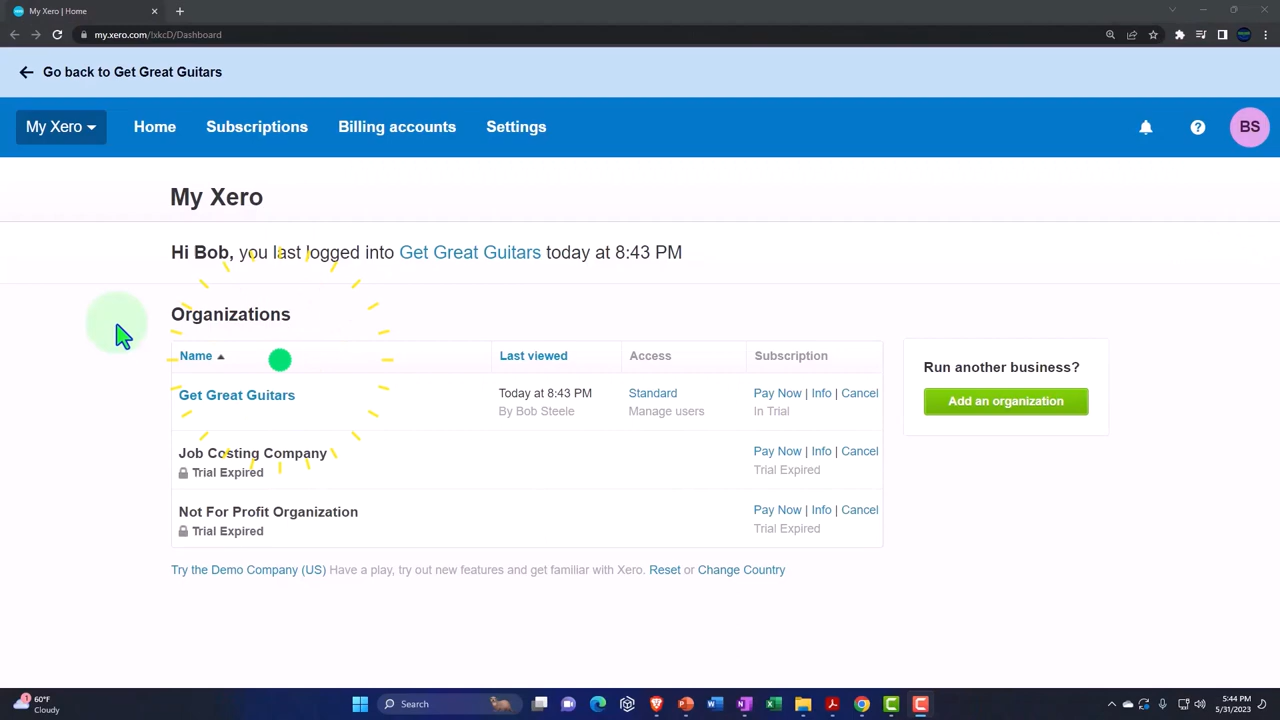 My Xero | Home
my.xero.com/!xkcD/Dashboard
Go back to Get Great Guitars
My Xero Home Subscriptions Billing accounts Settings BS
My Xero
Hi Bob, you last logged into Get Great Guitars today at 8:43 PM
Organizations
Name Last viewed Access Subscription
Get Great Guitars Today at 8:43 PM Standard Pay Now | Info | Cancel
By Bob Steele Manage users In Trial
Job Costing Company Pay Now | Info | Cancel
Trial Expired Trial Expired
Not For Profit Organization Pay Now | Info | Cancel
Trial Expired Trial Expired
Run another business?
Add an organization
Try the Demo Company (US) Have a play, try out new features and get familiar with Xero. Reset or Change Country
1 60°F
Cloudy
Search
5:44 PM
5/31/2023